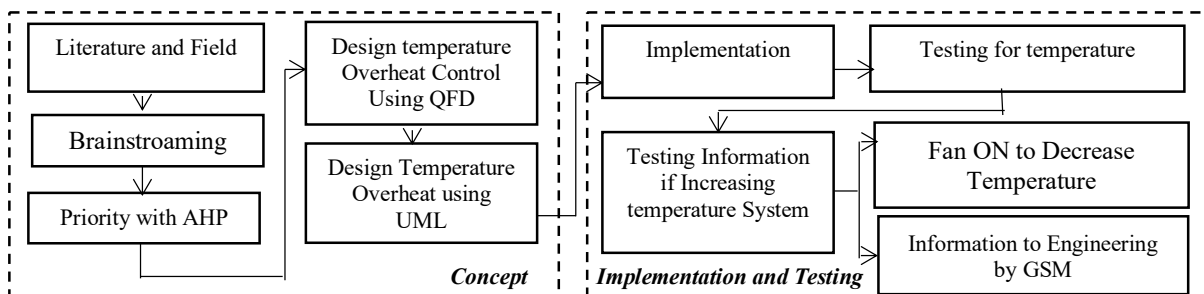 Literature and Field
Brainstroaming
Priority with AHP
Design temperature
Overheat Control
Using QFD
Design Temperature
Overheat using
UML
Concept
Implementation
Testing for temperature
Testing Information
if Increasing
temperature System
Fan ON to Decrease
Temperature
Information to Engineering
by GSM
Implementation and Testing